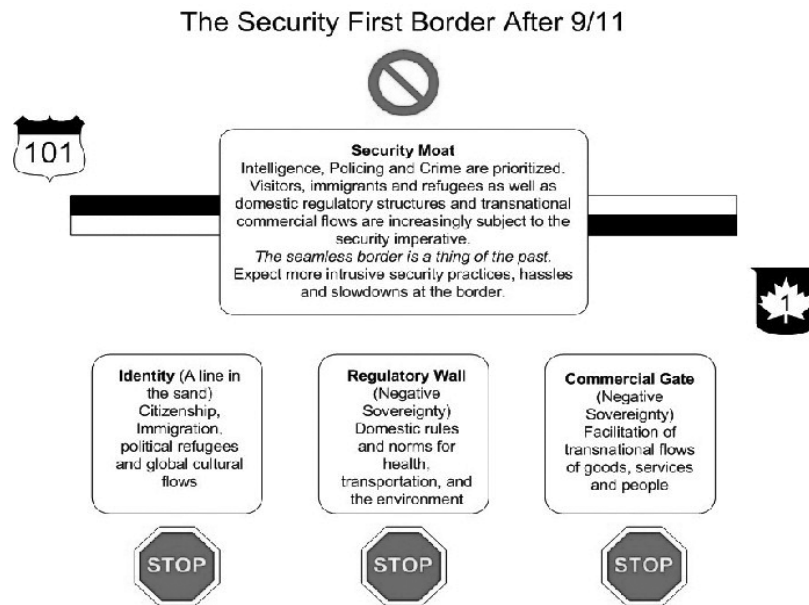 The Security First Border After 9/11
101
Security Moat
Intelligence, Policing and Crime are prioritized.
Visitors, immigrants and refugees as well as
domestic regulatory structures and transnational
commercial flows are increasingly subject to the
security imperative.
The seamless border is a thing of the past.
Expect more intrusive security practices, hassles
and slowdowns at the border.
1
Identity (A line in
the sand)
Citizenship,
Immigration,
political refugees
and global cultural
flows
Regulatory Wall
(Negative
Sovereignty)
Domestic rules
and norms for
health,
transportation, and
the environment
Commercial Gate
(Negative
Sovereignty)
Facilitation of
transnational flows
of goods, services
and people
STOP
STOP
STOP